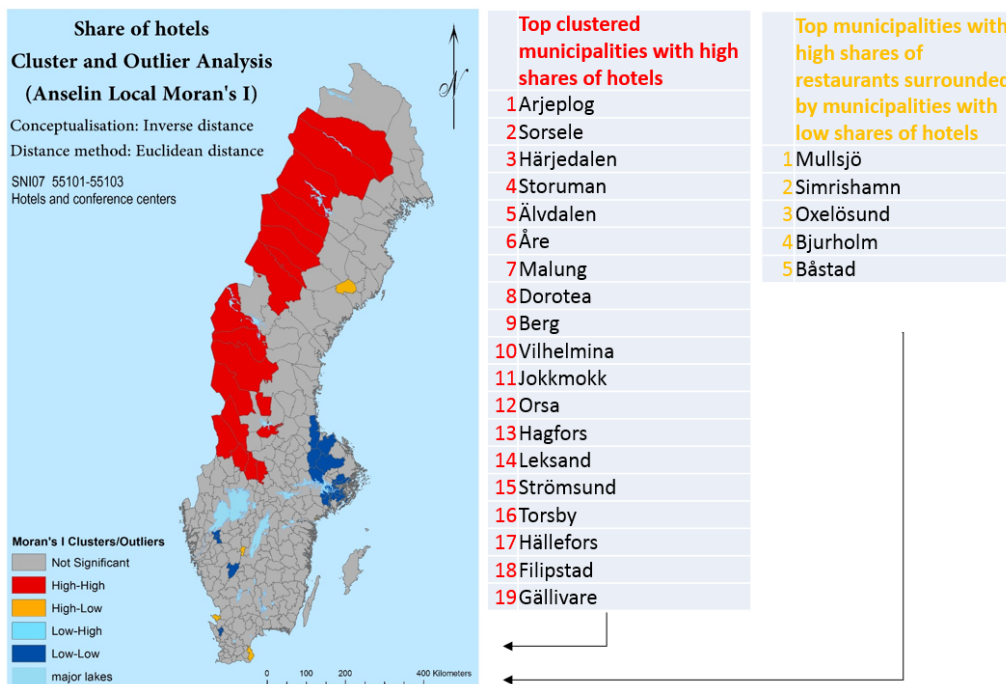 Share of hotels
Cluster and Outlier Analysis
(Anselin Local Moran's I)
Conceptualisation: Inverse distance
Distance method: Euclidean distance
SNI07 55101-55103
Hotels and conference centers
N
Moran's I Clusters/Outliers
Not Significant
High-High
High-Low
Low-High
Low-Low
major lakes
0 100 200 400 Kilometers
Top clustered
municipalities with high
shares of hotels
1 Arjeplog
2 Sorsele
3 Härjedalen
4 Storuman
5 Älvdalen
6 Åre
7 Malung
8 Dorotea
9 Berg
10 Vilhelmina
11 Jokkmokk
12 Orsa
13 Hagfors
14 Leksand
15 Strömsund
16 Torsby
17 Hällefors
18 Filipstad
19 Gällivare
Top municipalities with
high shares of
restaurants surrounded
by municipalities with
low shares of hotels
1 Mullsjö
2 Simrishamn
3 Oxelösund
4 Bjurholm
5 Båstad